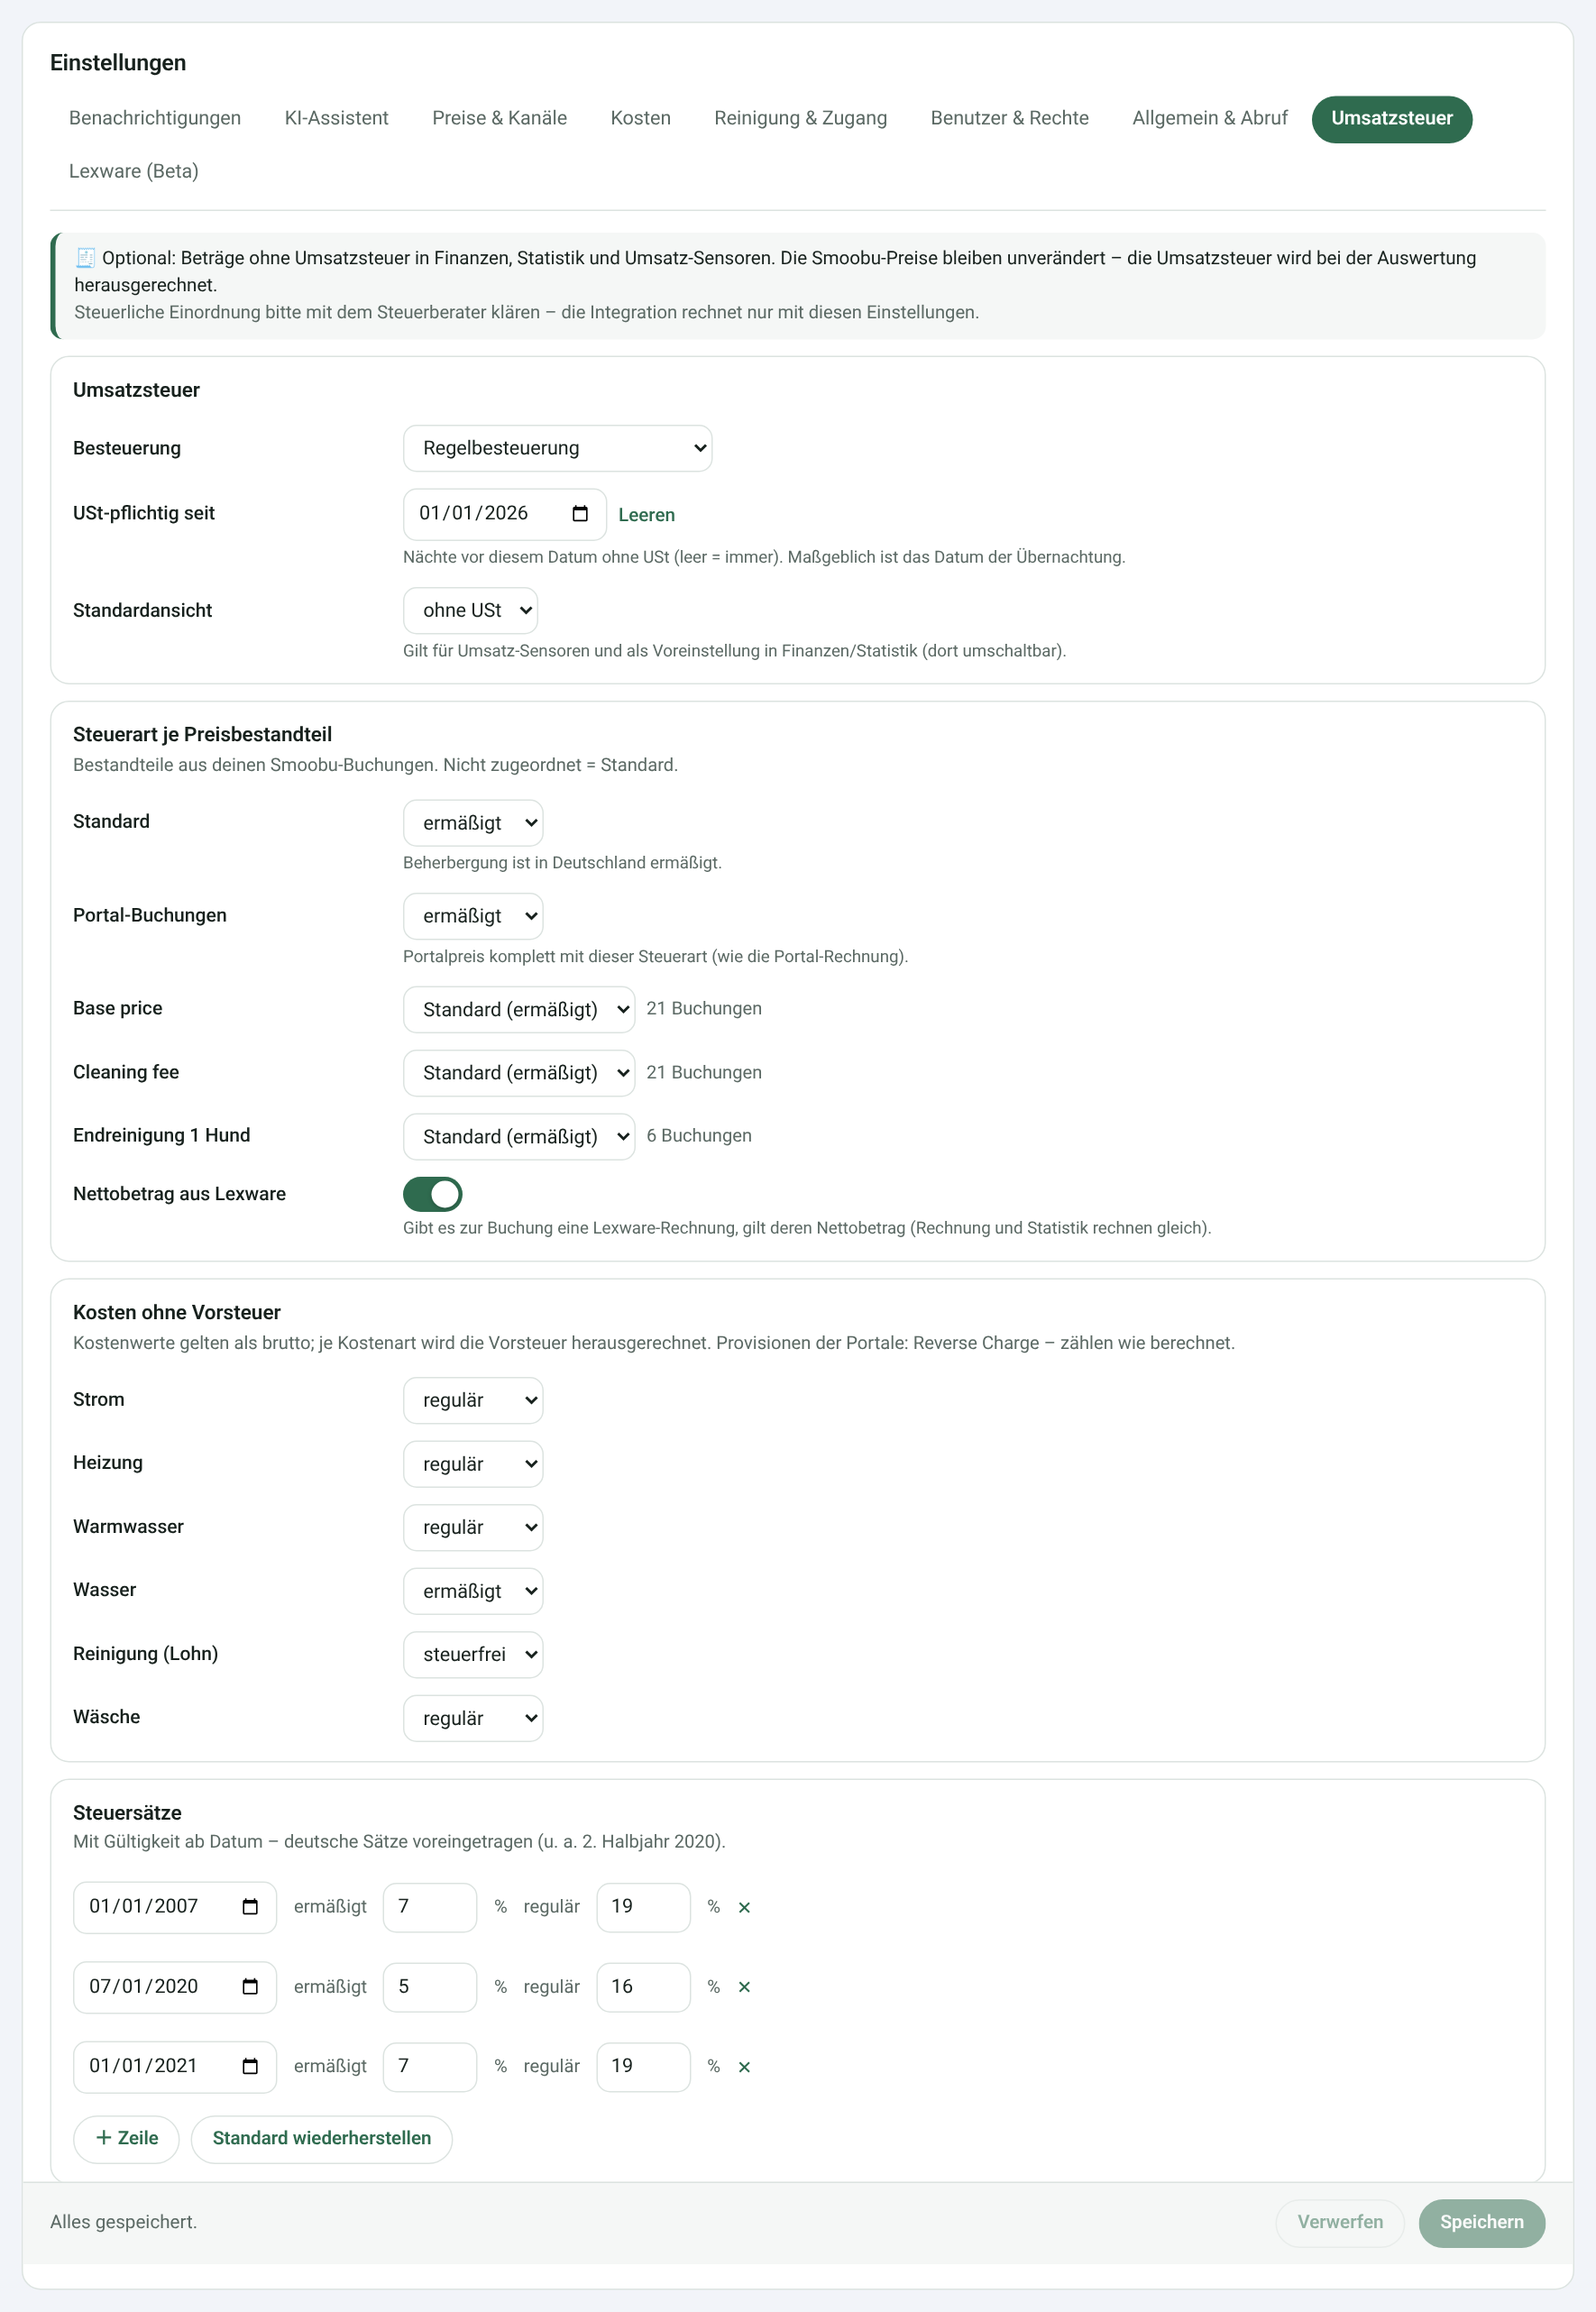 Einstellungen
Benachrichtigungen KI-Assistent Preise & Kanäle Kosten Reinigung & Zugang Benutzer & Rechte Allgemein & Abruf Umsatzsteuer
Lexware (Beta)
🧾 Optional: Beträge ohne Umsatzsteuer in Finanzen, Statistik und Umsatz-Sensoren. Die Smoobu-Preise bleiben unverändert – die Umsatzsteuer wird bei der Auswertung
herausgerechnet.
Steuerliche Einordnung bitte mit dem Steuerberater klären – die Integration rechnet nur mit diesen Einstellungen.
Umsatzsteuer
Besteuerung Regelbesteuerung
USt-pflichtig seit 01/01/2026 Leeren
Nächte vor diesem Datum ohne USt (leer = immer). Maßgeblich ist das Datum der Übernachtung.
Standardansicht ohne USt
Gilt für Umsatz-Sensoren und als Voreinstellung in Finanzen/Statistik (dort umschaltbar).
Steuerart je Preisbestandteil
Bestandteile aus deinen Smoobu-Buchungen. Nicht zugeordnet = Standard.
Standard ermäßigt
Beherbergung ist in Deutschland ermäßigt.
Portal-Buchungen ermäßigt
Portalpreis komplett mit dieser Steuerart (wie die Portal-Rechnung).
Base price Standard (ermäßigt) 21 Buchungen
Cleaning fee Standard (ermäßigt) 21 Buchungen
Endreinigung 1 Hund Standard (ermäßigt) 6 Buchungen
Nettobetrag aus Lexware
Gibt es zur Buchung eine Lexware-Rechnung, gilt deren Nettobetrag (Rechnung und Statistik rechnen gleich).
Kosten ohne Vorsteuer
Kostenwerte gelten als brutto; je Kostenart wird die Vorsteuer herausgerechnet. Provisionen der Portale: Reverse Charge – zählen wie berechnet.
Strom regulär
Heizung regulär
Warmwasser regulär
Wasser ermäßigt
Reinigung (Lohn) steuerfrei
Wäsche regulär
Steuersätze
Mit Gültigkeit ab Datum – deutsche Sätze voreingetragen (u. a. 2. Halbjahr 2020).
01/01/2007 ermäßigt 7 % regulär 19 % ✕
07/01/2020 ermäßigt 5 % regulär 16 % ✕
01/01/2021 ermäßigt 7 % regulär 19 % ✕
＋ Zeile Standard wiederherstellen
Alles gespeichert. Verwerfen Speichern